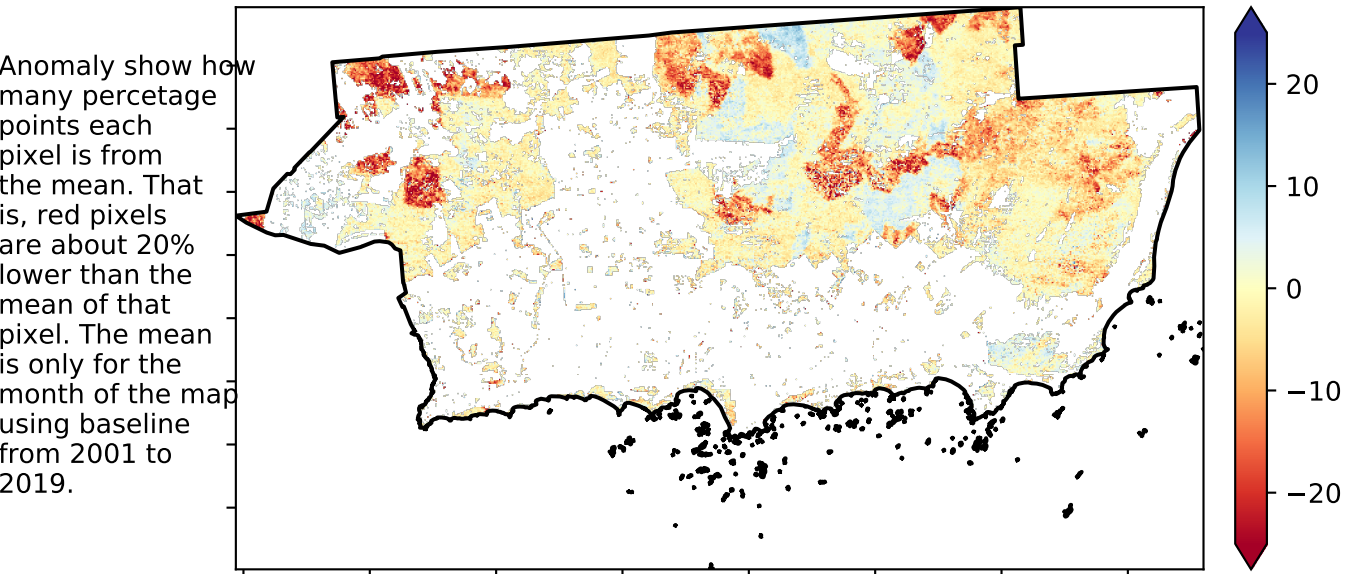 Anomaly show how
many percetage
points each
pixel is from
the mean. That
is, red pixels
are about 20%
lower than the
mean of that
pixel. The mean
is only for the
month of the map
using baseline
from 2001 to
2019.
20
10
0
−10
−20